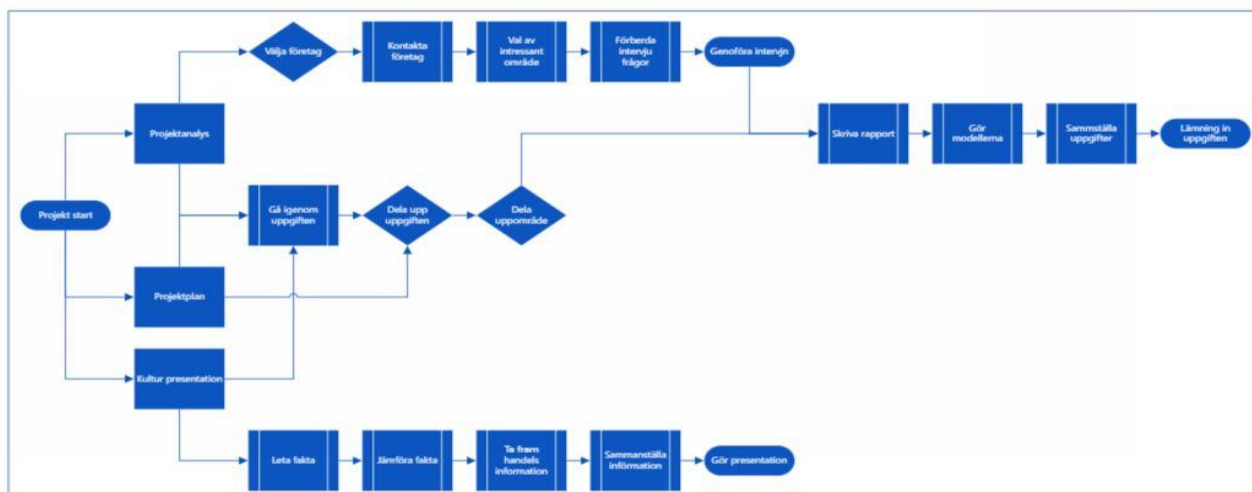 Välja företag
Kontakta
företag
Val av
intressant
område
Förberda
intervju
frågor
Genoföra intervjn
Projektanalys
Skriva rapport
Gör
modellerna
Sammställa
uppgifter
Lämning in
uppgiften
Projekt start
Gå igenom
uppgiften
Dela upp
uppgiften
Dela
uppområde
Projektplan
Kultur presentation
Leta fakta
Jämföra fakta
Ta fram
handels
information
Sammanställa
införmation
Gör presentation